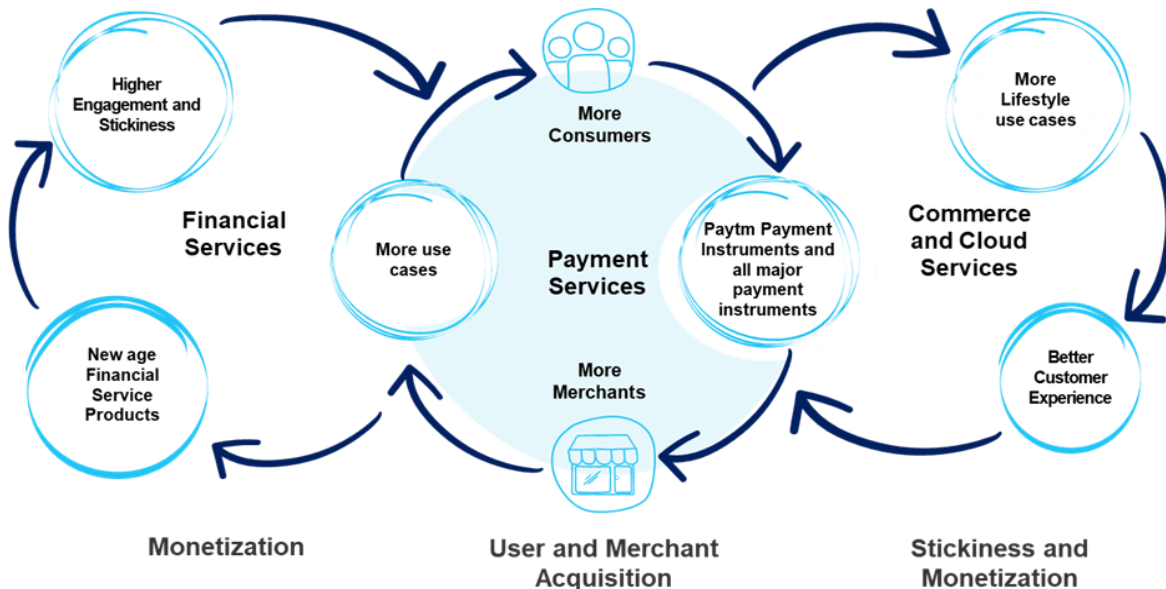 Higher
Engagement and
Stickiness
More
Consumers
More
Lifestyle
use cases
Financial
Services
More use
cases
Payment
Services
Paytm Payment
Instruments and
all major
payment
instruments
Commerce
and Cloud
Services
New age
Financial
Service
Products
More
Merchants
Better
Customer
Experience
Monetization
User and Merchant
Acquisition
Stickiness and
Monetization